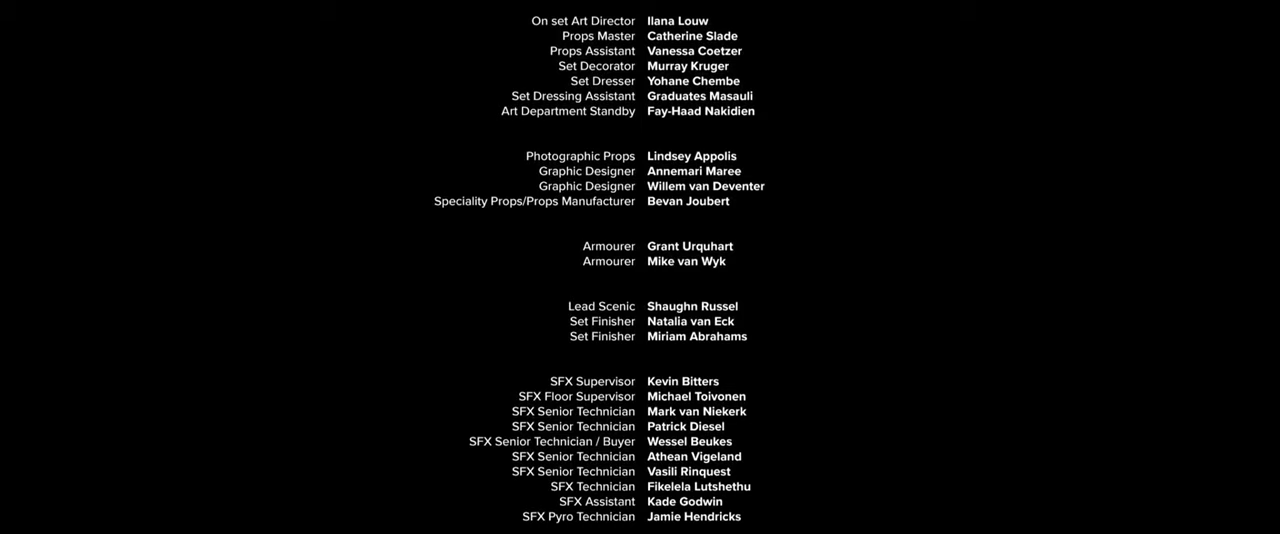 On set Art Director Ilana Louw
Props Master Catherine Slade
Props Assistant Vanessa Coetzer
Set Decorator Murray Kruger
Set Dresser Yohane Chembe
Set Dressing Assistant Graduates Masauli
Art Department Standby Fay-Haad Nakidien
Photographic Props Lindsey Appolis
Graphic Designer Annemari Maree
Graphic Designer Willem van Deventer
Speciality Props/Props Manufacturer Bevan Joubert
Armourer Grant Urquhart
Armourer Mike van Wyk
Lead Scenic Shaughn Russel
Set Finisher Natalia van Eck
Set Finisher Miriam Abrahams
SFX Supervisor Kevin Bitters
SFX Floor Supervisor Michael Toivonen
SFX Senior Technician Mark van Niekerk
SFX Senior Technician Patrick Diesel
SFX Senior Technician / Buyer Wessel Beukes
SFX Senior Technician Athean Vigeland
SFX Senior Technician Vasili Rinquest
SFX Technician Fikelela Lutshethu
SFX Assistant Kade Godwin
SFX Pyro Technician Jamie Hendricks